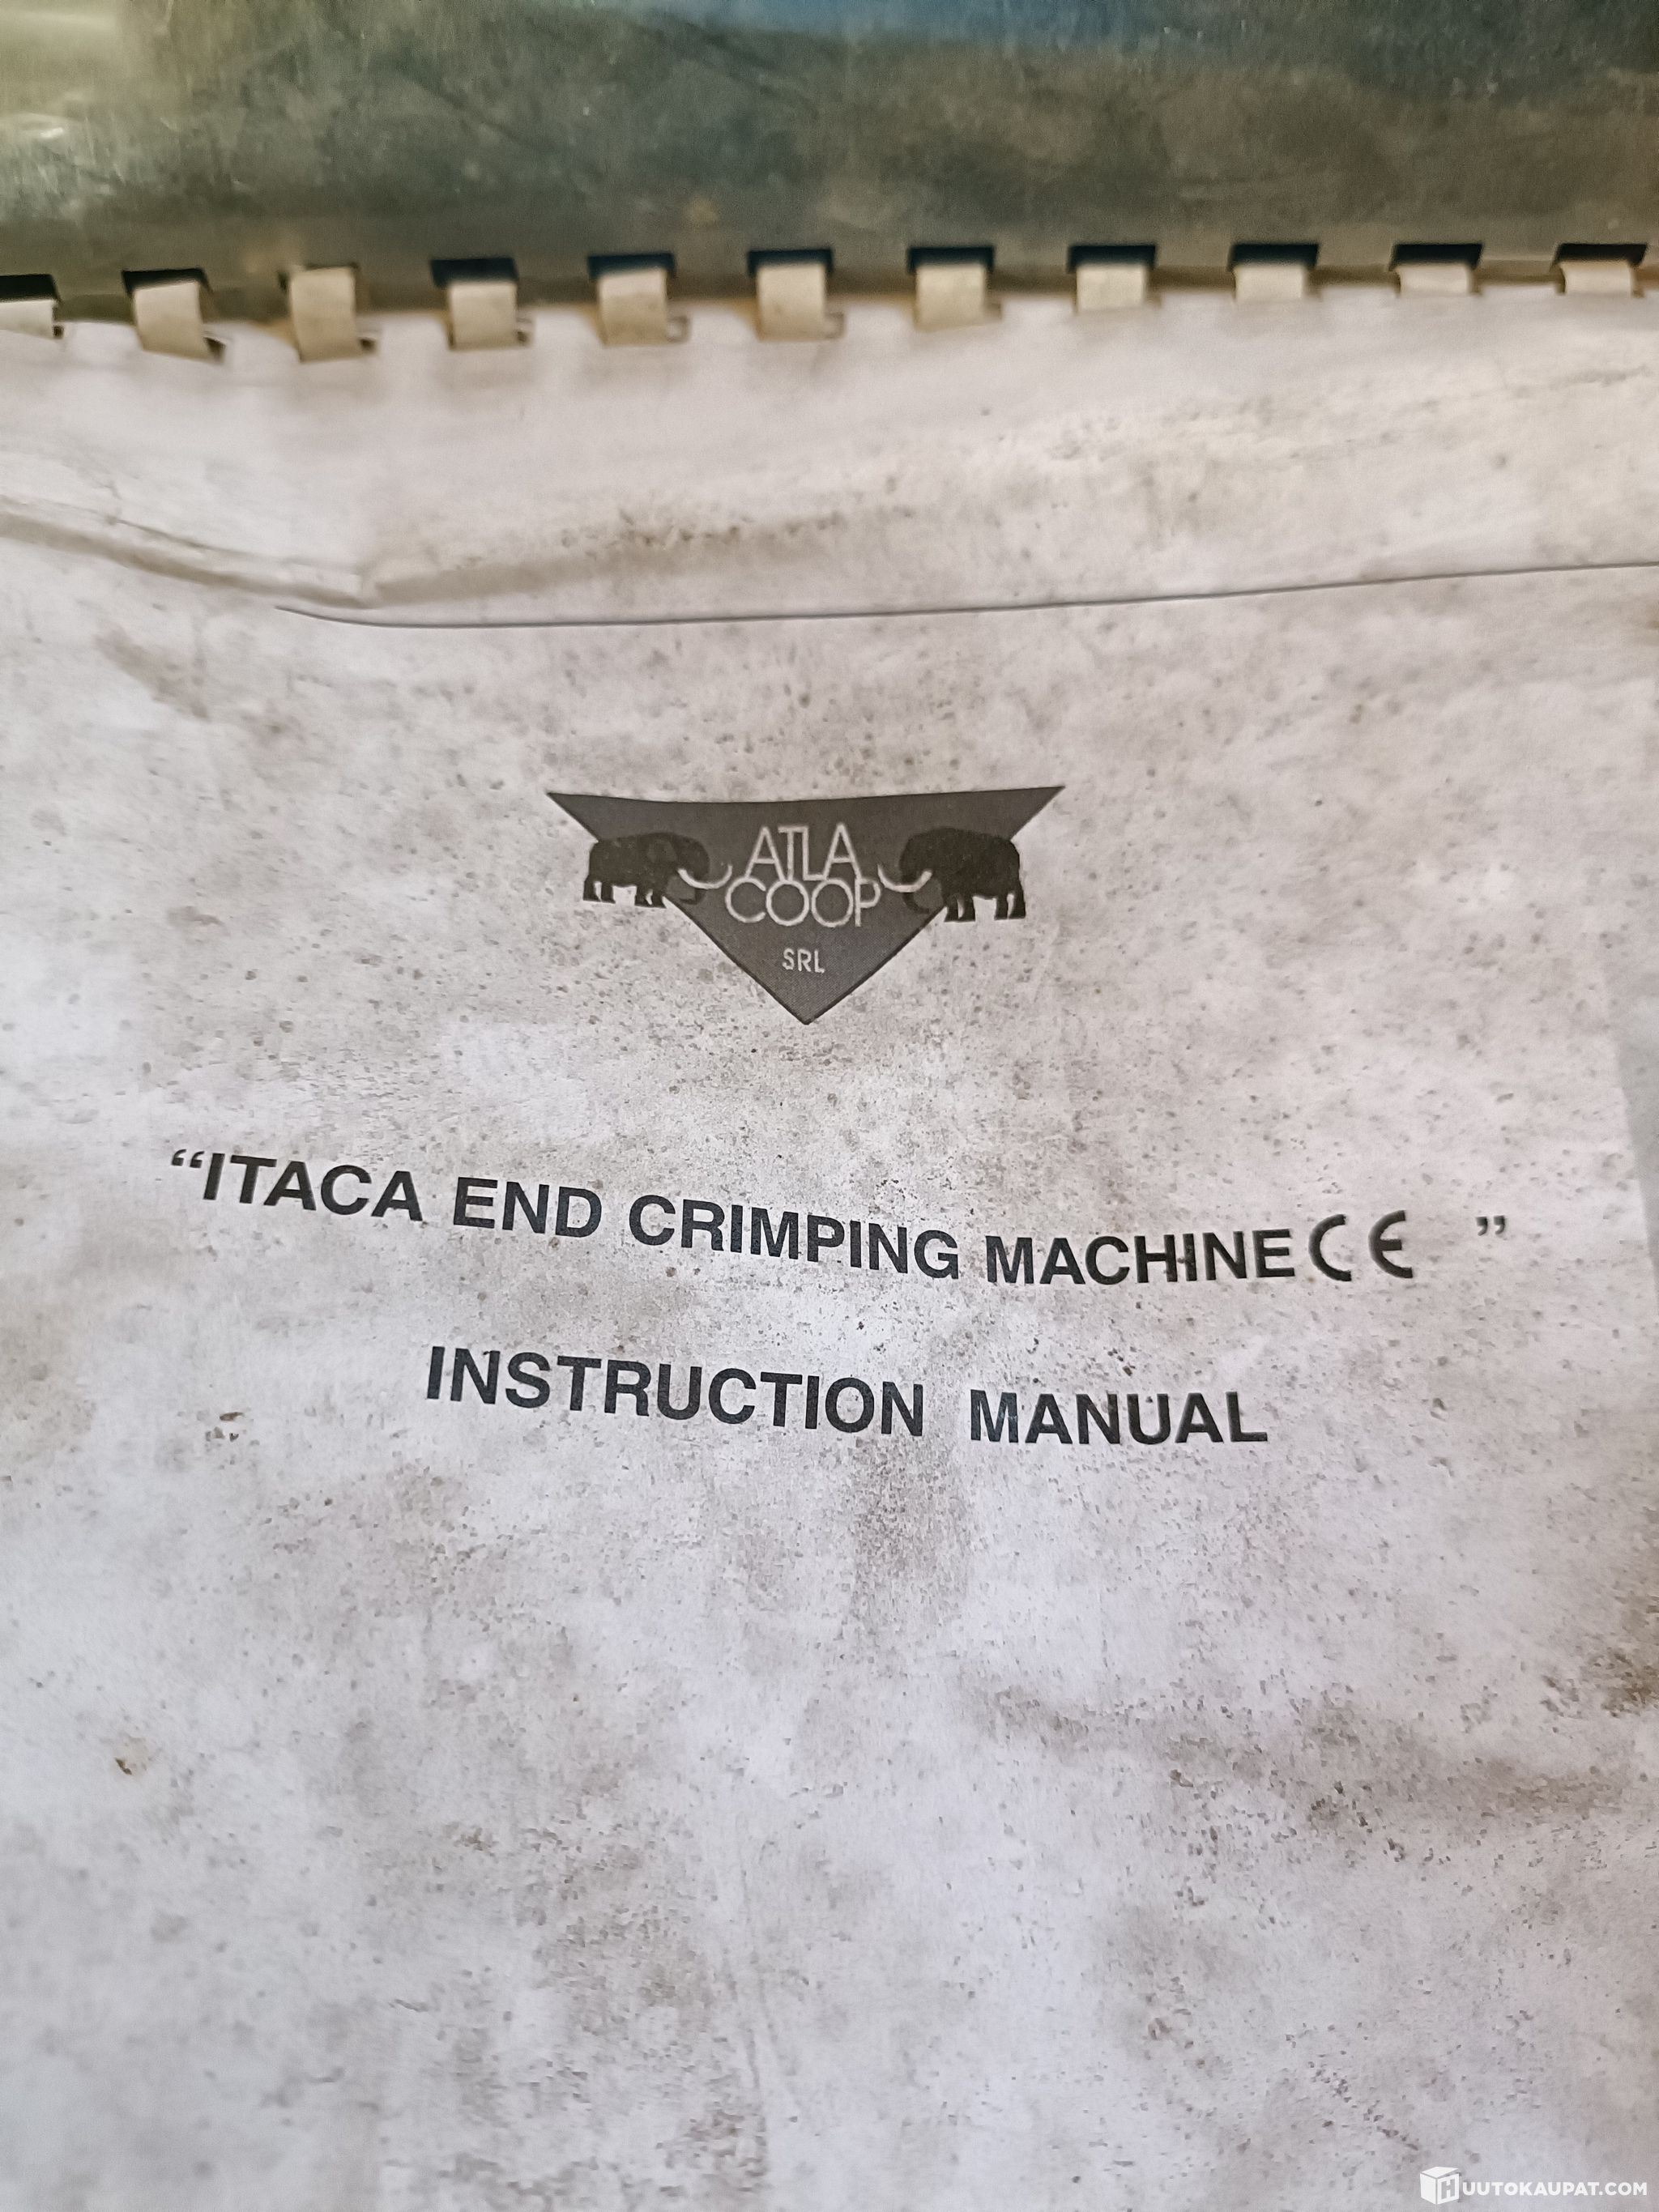 ATLA
COOP
SRL
“ITACA END CRIMPING MACHINE CE ”
INSTRUCTION MANUAL
HUUTOKAUPAT.COM